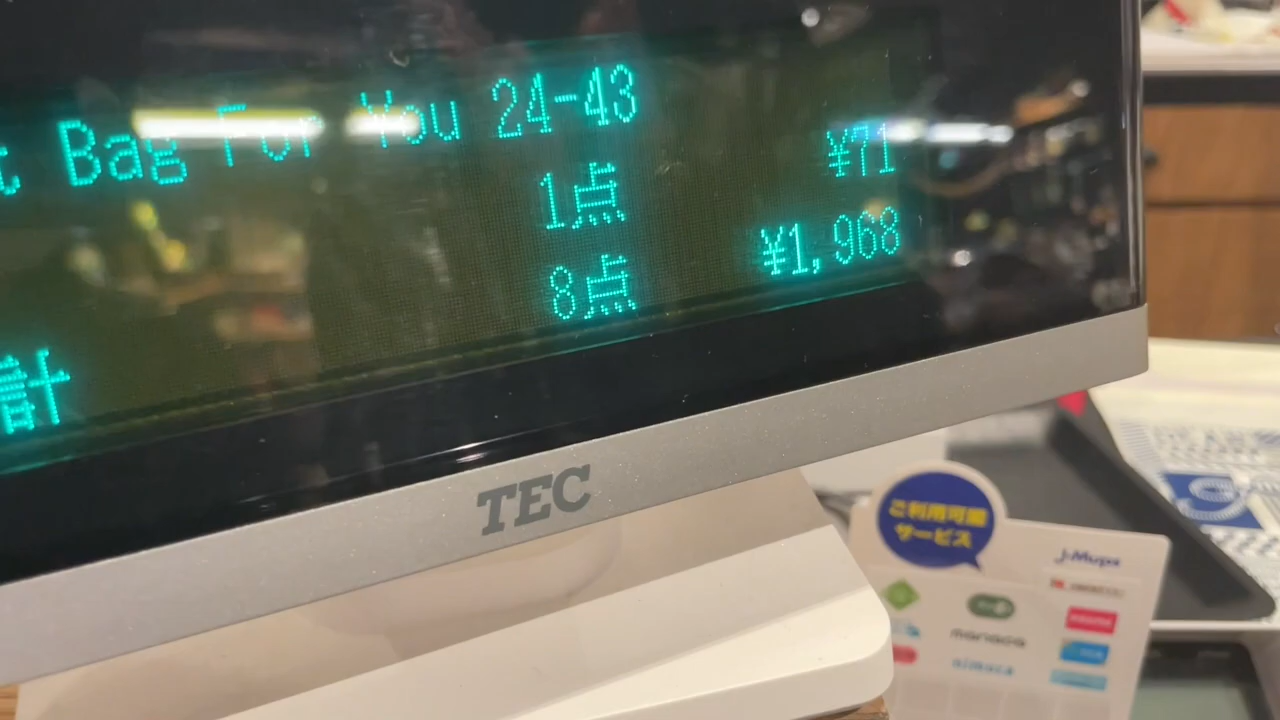 t Bag For You 24-43
1点 ¥71
8点 ¥1,968
計
TEC
ご利用可能
サービス
J-Mups
manaca
nimoca